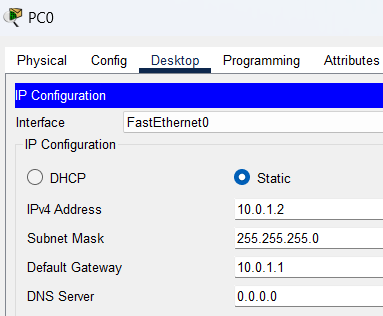 PC0
Physical Config Desktop Programming Attributes
IP Configuration
Interface FastEthernet0
IP Configuration
DHCP Static
IPv4 Address 10.0.1.2
Subnet Mask 255.255.255.0
Default Gateway 10.0.1.1
DNS Server 0.0.0.0